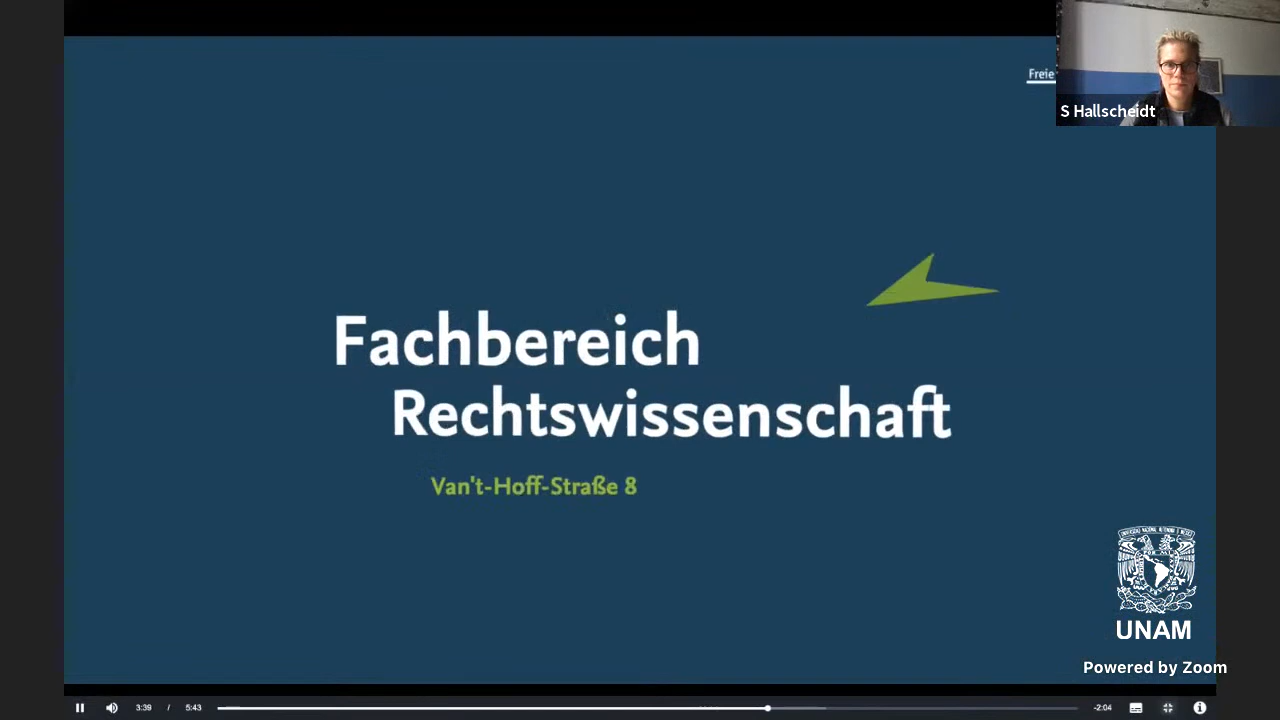 Freie
S Hallscheidt
Fachbereich
Rechtswissenschaft
Van't-Hoff-Straße 8
UNAM
Powered by Zoom
3:39 / 5:43
-2:04